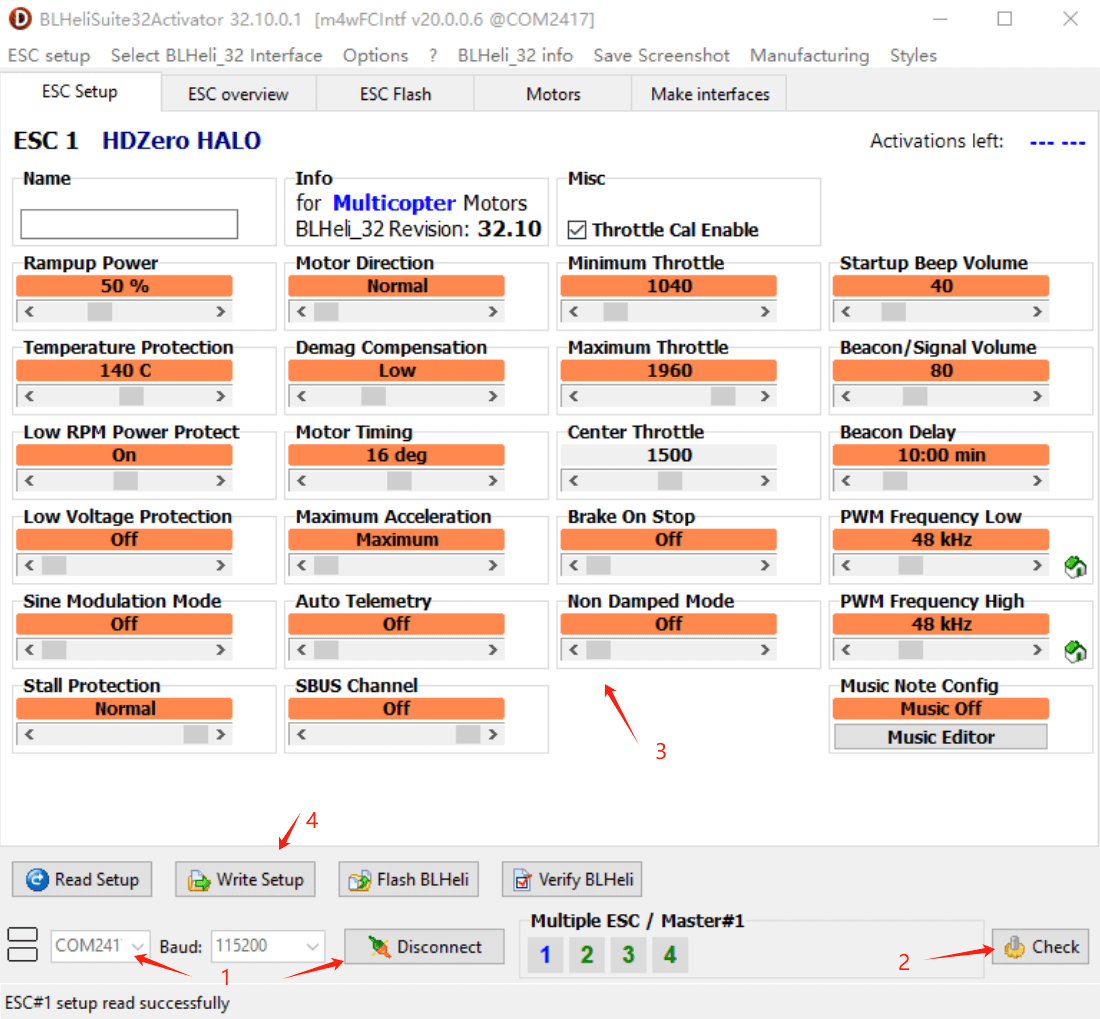 BLHeliSuite32Activator 32.10.0.1 [m4wFCIntf v20.0.0.6 @COM2417]
ESC setup Select BLHeli_32 Interface Options ? BLHeli_32 info Save Screenshot Manufacturing Styles
ESC Setup ESC overview ESC Flash Motors Make interfaces
ESC 1 HDZero HALO Activations left: --- ---
Name Info Misc
for Multicopter Motors
BLHeli_32 Revision: 32.10 Throttle Cal Enable
Rampup Power Motor Direction Minimum Throttle Startup Beep Volume
50 % Normal 1040 40
Temperature Protection Demag Compensation Maximum Throttle Beacon/Signal Volume
140 C Low 1960 80
Low RPM Power Protect Motor Timing Center Throttle Beacon Delay
On 16 deg 1500 10:00 min
Low Voltage Protection Maximum Acceleration Brake On Stop PWM Frequency Low
Off Maximum Off 48 kHz
Sine Modulation Mode Auto Telemetry Non Damped Mode PWM Frequency High
Off Off Off 48 kHz
Stall Protection SBUS Channel Music Note Config
Normal Off Music Off
Music Editor
3
4
Read Setup Write Setup Flash BLHeli Verify BLHeli
Multiple ESC / Master#1
COM241 Baud: 115200 Disconnect 1 2 3 4 Check
1 2
ESC#1 setup read successfully